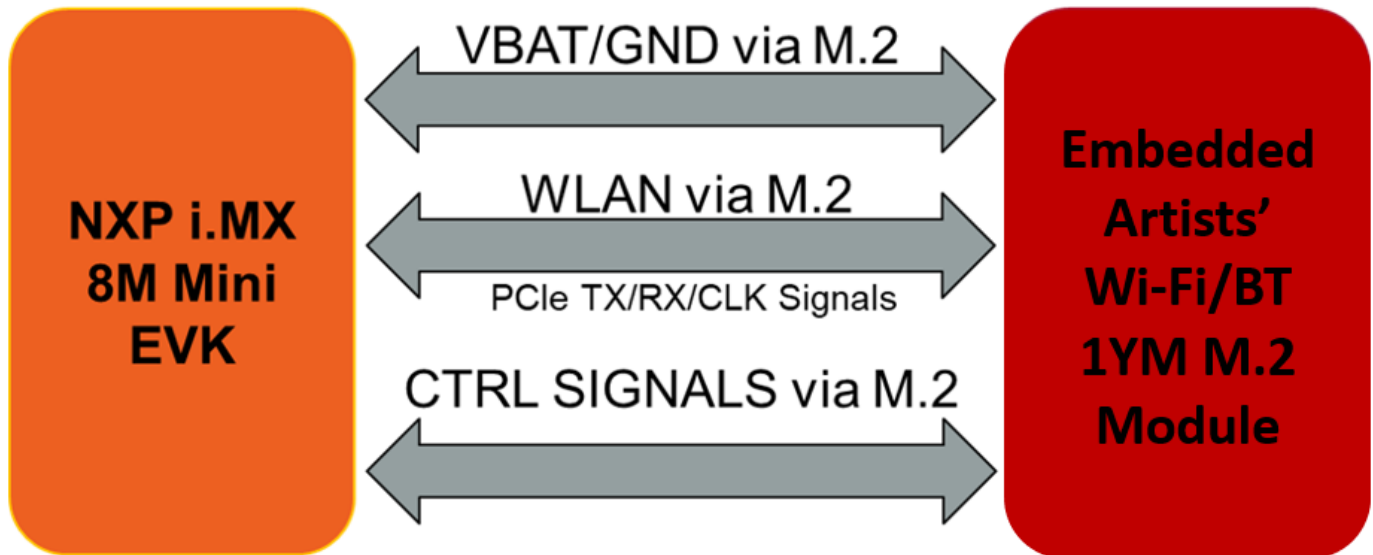 NXP i.MX
8M Mini
EVK
VBAT/GND via M.2
WLAN via M.2
PCIe TX/RX/CLK Signals
CTRL SIGNALS via M.2
Embedded
Artists’
Wi-Fi/BT
1YM M.2
Module